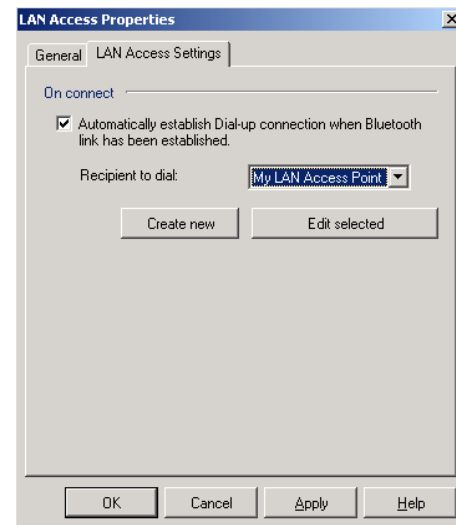 LAN Access Properties
General LAN Access Settings
On connect
Automatically establish Dial-up connection when Bluetooth
link has been established.
Recipient to dial: My LAN Access Point
Create new Edit selected
OK Cancel Apply Help